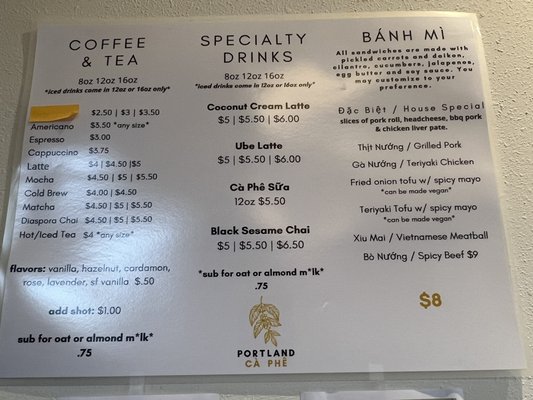 COFFEE
& TEA
8oz 12oz 16oz
*iced drinks come in 12oz or 16oz only*
$2.50 | $3 | $3.50
Americano $3.50 *any size*
Espresso $3.00
Cappuccino $3.75
Latte $4 | $4.50 |$5
Mocha $4.50 | $5 | $5.50
Cold Brew $4.00 | $4.50
Matcha $4.50 | $5 | $5.50
Diaspora Chai $4.50 | $5 | $5.50
Hot/Iced Tea $4 *any size*
flavors: vanilla, hazelnut, cardamon,
rose, lavender, sf vanilla $.50
add shot: $1.00
sub for oat or almond m*lk*
.75
SPECIALTY
DRINKS
8oz 12oz 16oz
*iced drinks come in 12oz or 16oz only*
Coconut Cream Latte
$5 | $5.50 | $6.00
Ube Latte
$5 | $5.50 | $6.00
Cà Phê Sữa
12oz $5.50
Black Sesame Chai
$5 | $5.50 | $6.50
*sub for oat or almond m*lk*
.75
PORTLAND
CÀ PHÊ
BÁNH MÌ
All sandwiches are made with
pickled carrots and daikon,
cilantro, cucumbers, jalapenos,
egg butter and soy sauce. You
may customize to your
preference.
Đặc Biệt / House Special
slices of pork roll, headcheese, bbq pork
& chicken liver pate.
Thịt Nướng / Grilled Pork
Gà Nướng / Teriyaki Chicken
Fried onion tofu w/ spicy mayo
*can be made vegan*
Teriyaki Tofu w/ spicy mayo
*can be made vegan*
Xiu Mai / Vietnamese Meatball
Bò Nướng / Spicy Beef $9
$8